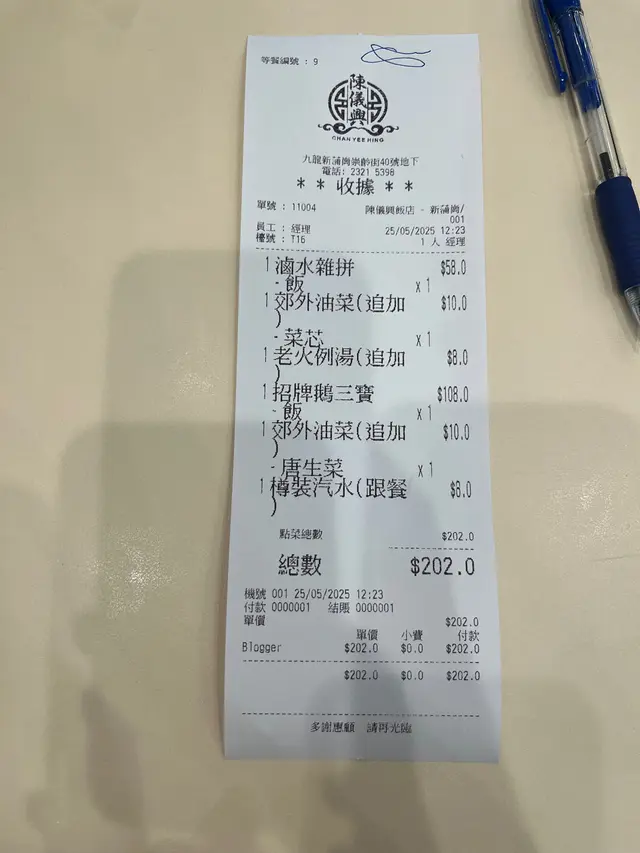 等餐編號 : 9
陳儀興
CHAN YEE HING
九龍新蒲崗崇齡街40號地下
電話: 2321 5398
* * 收據 * *
單號 : 11004 陳儀興飯店 - 新蒲崗/
001
員工 : 經理 25/05/2025 12:23
檯號 : T16 1 人 經理
1 滷水雜拼 $58.0
- 飯 x 1
1 郊外油菜(追加 $10.0
)
- 菜芯 x 1
1 老火例湯(追加 $8.0
)
1 招牌鵝三寶 $108.0
- 飯 x 1
1 郊外油菜(追加 $10.0
)
- 唐生菜 x 1
1 樽裝汽水(跟餐 $8.0
)
點菜總數 $202.0
總數 $202.0
機號 001 25/05/2025 12:23
付款 0000001 結賬 0000001
單價 $202.0
單價 小費 付款
Blogger $202.0 $0.0 $202.0
$202.0 $0.0 $202.0
多謝惠顧 請再光臨